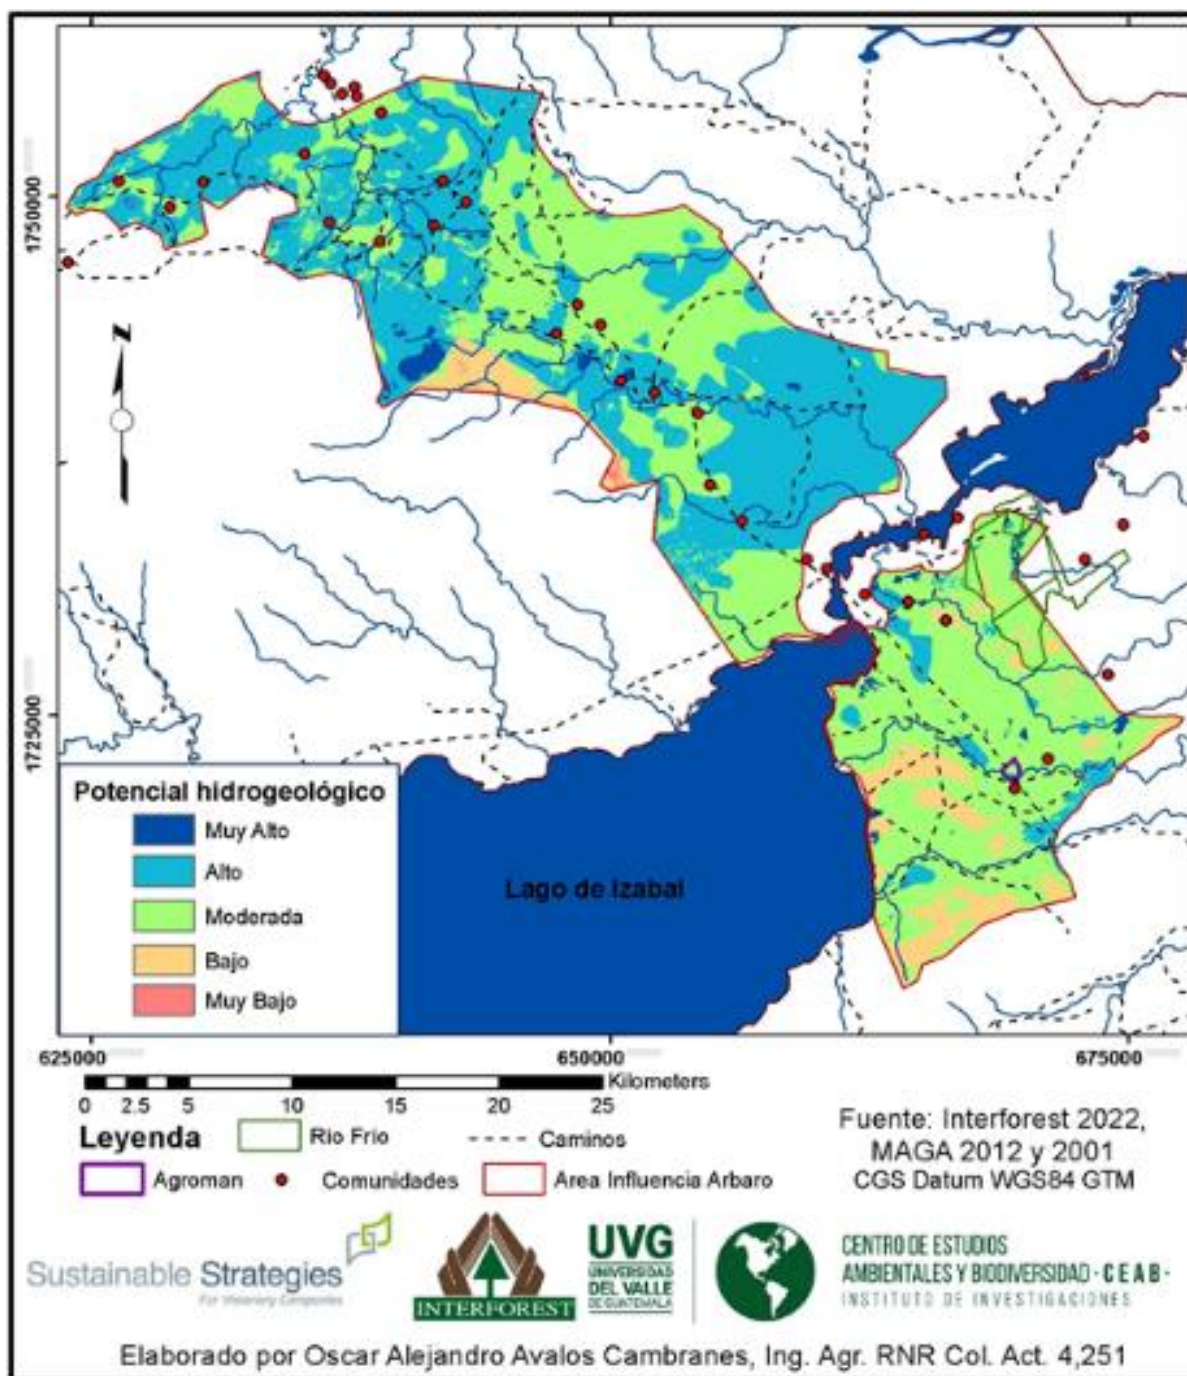 1750000
1725000
N
Potencial hidrogeológico
Muy Alto
Alto
Moderada
Bajo
Muy Bajo
Lago de Izabal
625000 650000 675000
Kilometers
0 2.5 5 10 15 20 25
Leyenda
Rio Frio
Caminos
Agroman
Comunidades
Area Influencia Arbaro
Fuente: Interforest 2022,
MAGA 2012 y 2001
CGS Datum WGS84 GTM
Sustainable Strategies
For Visionary Companies
INTERFOREST
UVG
UNIVERSIDAD
DEL VALLE
DE GUATEMALA
CENTRO DE ESTUDIOS
AMBIENTALES Y BIODIVERSIDAD · CEAB ·
INSTITUTO DE INVESTIGACIONES
Elaborado por Oscar Alejandro Avalos Cambranes, Ing. Agr. RNR Col. Act. 4,251